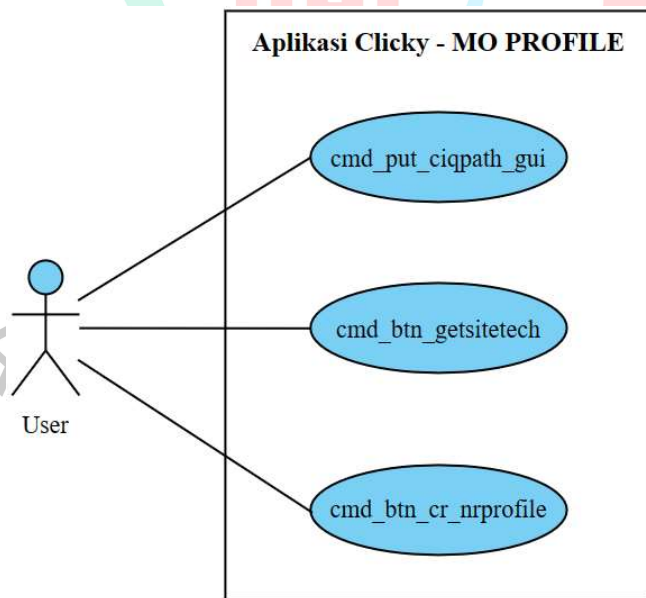 Aplikasi Clicky - MO PROFILE
cmd_put_ciqpath_gui
cmd_btn_getsitetech
User
cmd_btn_cr_nrprofile